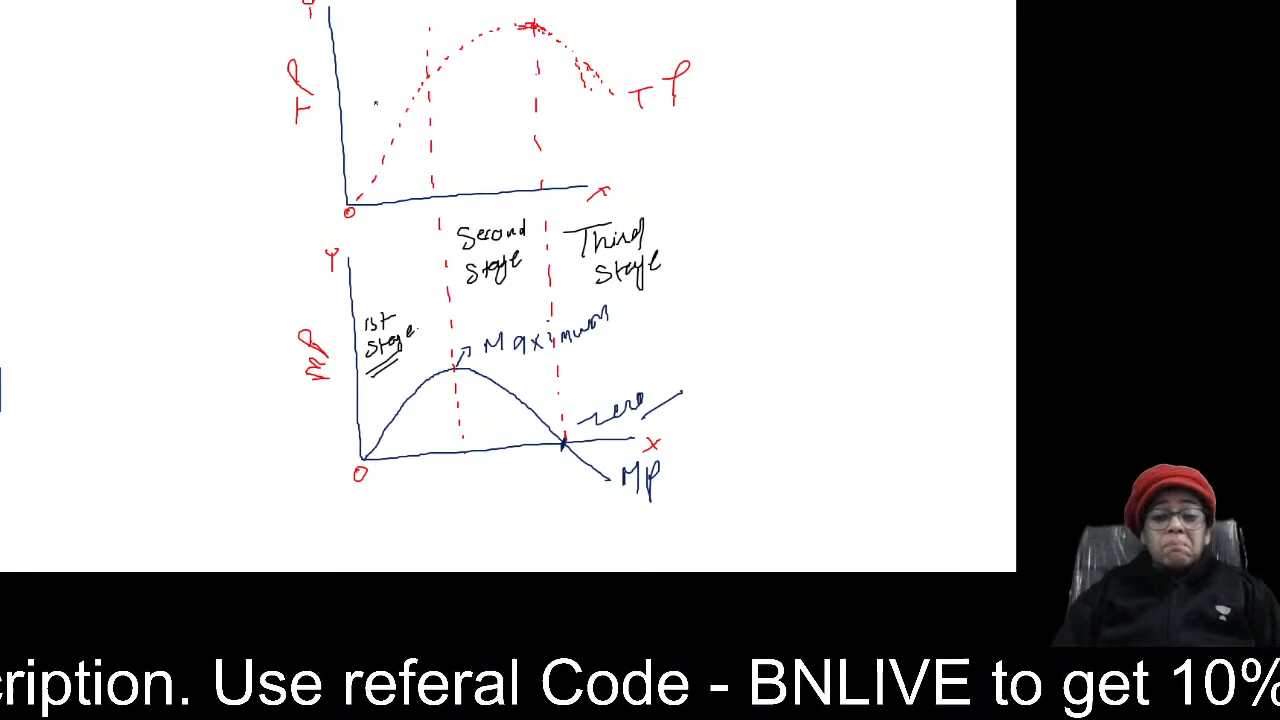 Y
TP
TP
X
O
Second
Stage
Third
Stage
Y
1st
Stage
Maximum
MP
Zero
X
O
MP
cription. Use referal Code - BNLIVE to get 10%